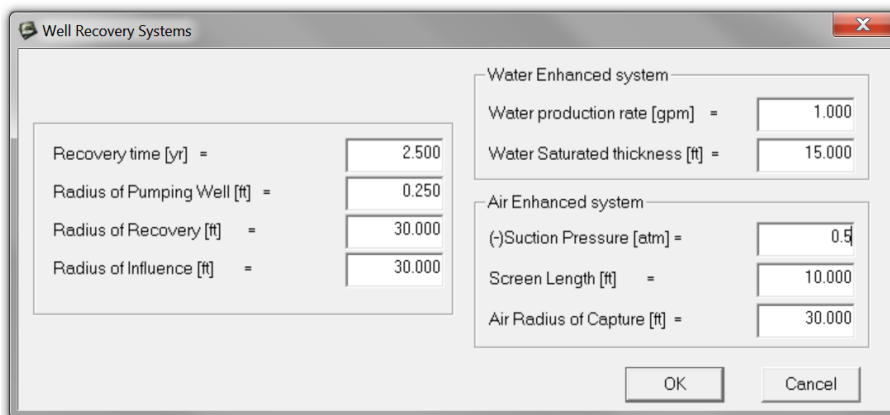 Well Recovery Systems
X
Recovery time [yr] = 2.500
Radius of Pumping Well [ft] = 0.250
Radius of Recovery [ft] = 30.000
Radius of Influence [ft] = 30.000
Water Enhanced system
Water production rate [gpm] = 1.000
Water Saturated thickness [ft] = 15.000
Air Enhanced system
(-)Suction Pressure [atm] = 0.5
Screen Length [ft] = 10.000
Air Radius of Capture [ft] = 30.000
OK Cancel